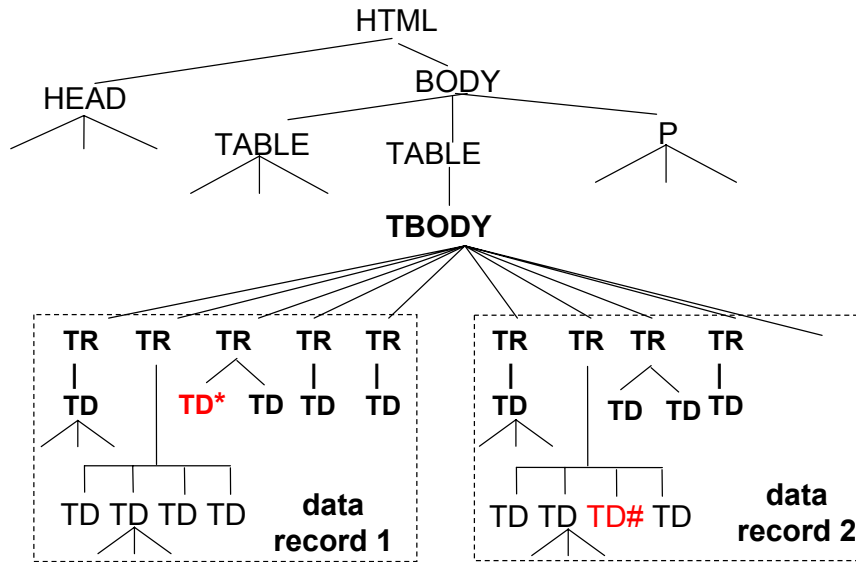 HTML
HEAD
BODY
TABLE TABLE P
TBODY
TR TR TR TR TR TR TR TR TR
TD TD* TD TD TD TD TD TD TD
TD TD TD TD TD TD TD# TD
data
record 1
data
record 2